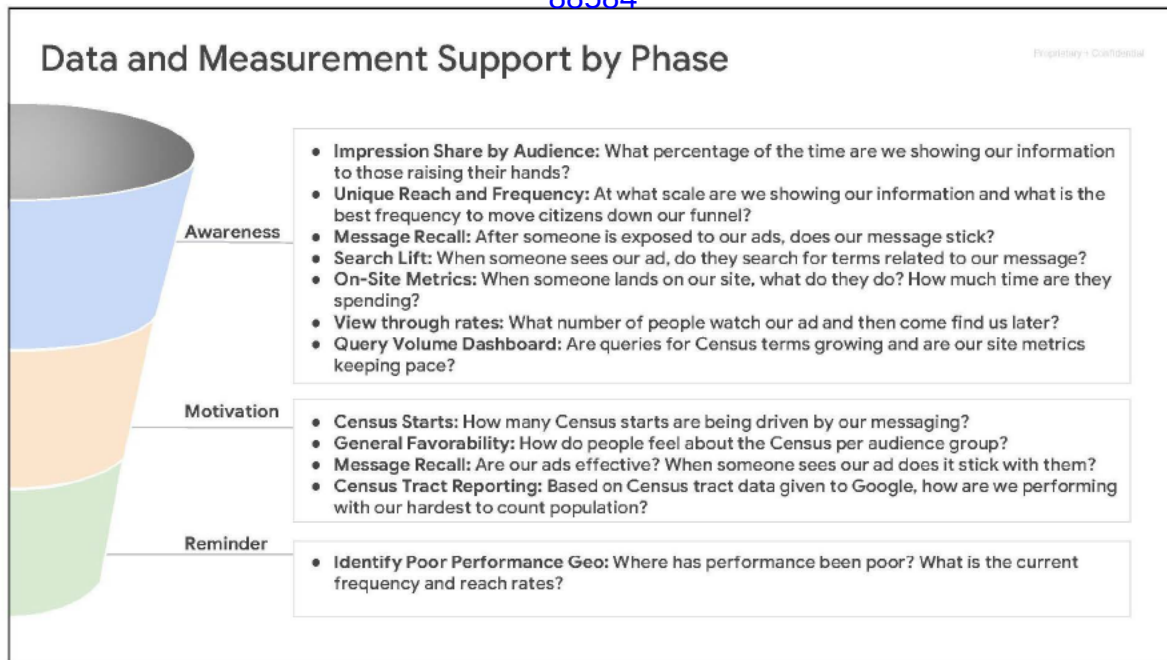 88584
Data and Measurement Support by Phase
Proprietary + Confidential
Awareness
● Impression Share by Audience: What percentage of the time are we showing our information
to those raising their hands?
● Unique Reach and Frequency: At what scale are we showing our information and what is the
best frequency to move citizens down our funnel?
● Message Recall: After someone is exposed to our ads, does our message stick?
● Search Lift: When someone sees our ad, do they search for terms related to our message?
● On-Site Metrics: When someone lands on our site, what do they do? How much time are they
spending?
● View through rates: What number of people watch our ad and then come find us later?
● Query Volume Dashboard: Are queries for Census terms growing and are our site metrics
keeping pace?
Motivation
● Census Starts: How many Census starts are being driven by our messaging?
● General Favorability: How do people feel about the Census per audience group?
● Message Recall: Are our ads effective? When someone sees our ad does it stick with them?
● Census Tract Reporting: Based on Census tract data given to Google, how are we performing
with our hardest to count population?
Reminder
● Identify Poor Performance Geo: Where has performance been poor? What is the current
frequency and reach rates?